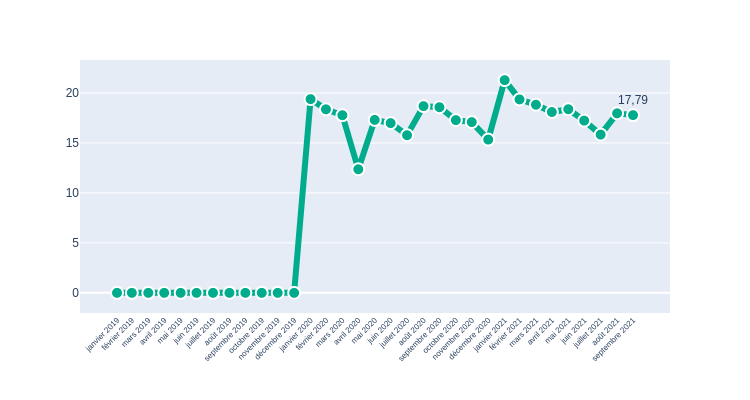 20
15
10
5
0
17,79
janvier 2019
février 2019
mars 2019
avril 2019
mai 2019
juin 2019
juillet 2019
août 2019
septembre 2019
octobre 2019
novembre 2019
décembre 2019
janvier 2020
février 2020
mars 2020
avril 2020
mai 2020
juin 2020
juillet 2020
août 2020
septembre 2020
octobre 2020
novembre 2020
décembre 2020
janvier 2021
février 2021
mars 2021
avril 2021
mai 2021
juin 2021
juillet 2021
août 2021
septembre 2021